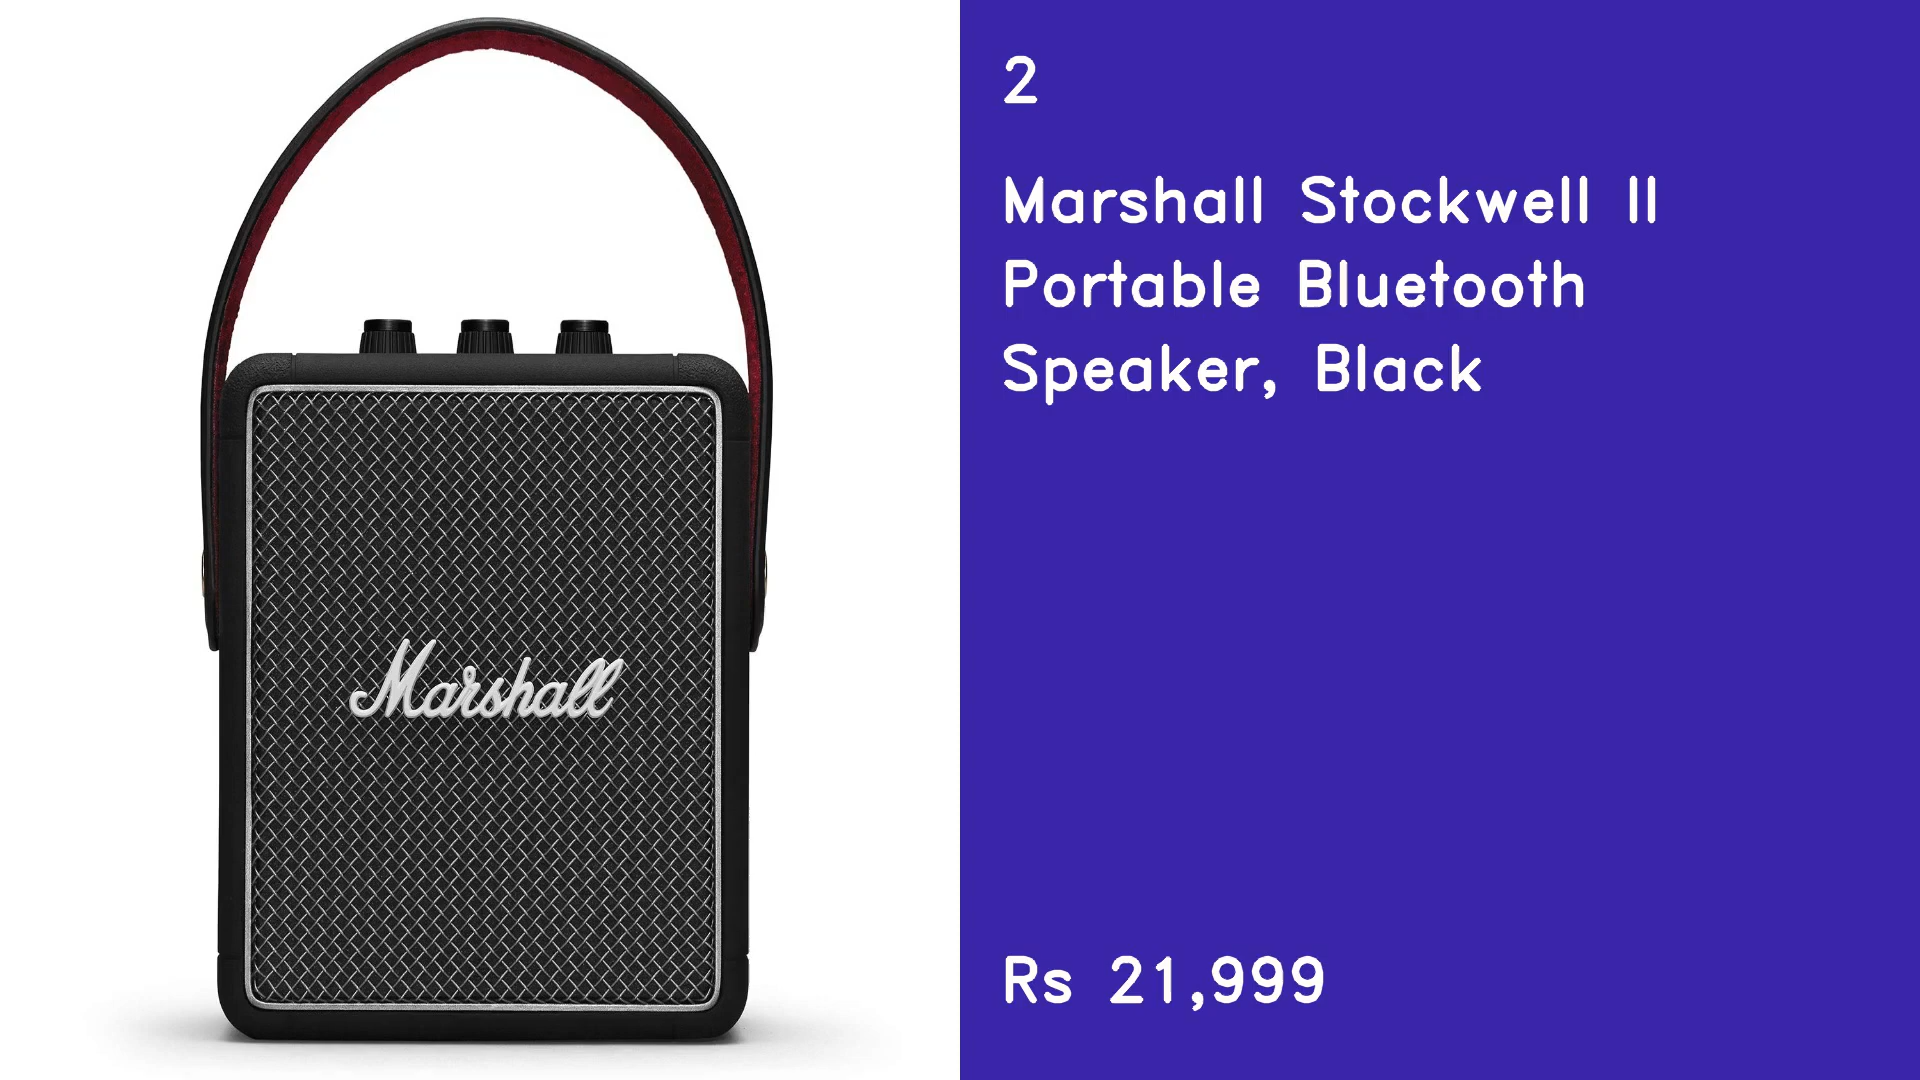 Marshall
2
Marshall Stockwell II
Portable Bluetooth
Speaker, Black
Rs 21,999